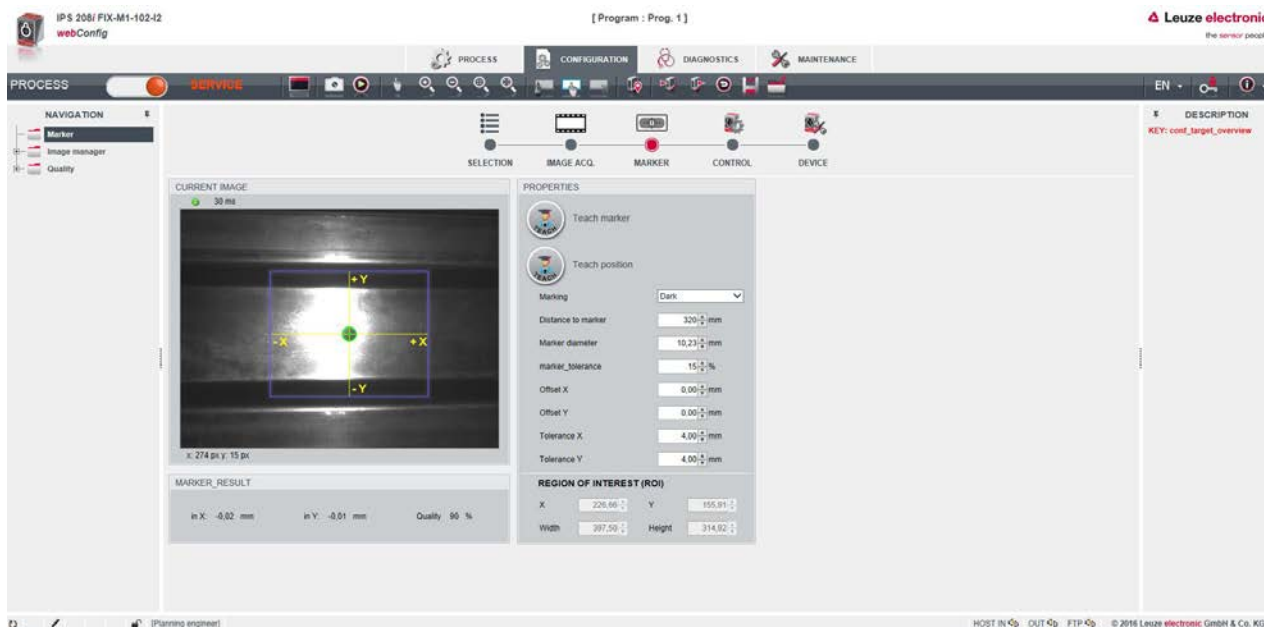 IPS 208i FIX-M1-102-I2
webConfig
[ Program : Prog. 1 ]
Leuze electronic
the sensor people
PROCESS
CONFIGURATION
DIAGNOSTICS
MAINTENANCE
PROCESS
SERVICE
EN
NAVIGATION
Marker
Image manager
Quality
SELECTION
IMAGE ACQ.
MARKER
CONTROL
DEVICE
DESCRIPTION
KEY: conf_target_overview
CURRENT IMAGE
30 ms
+Y
-X
+X
-Y
x: 274 px y: 15 px
MARKER_RESULT
in X: -0,02 mm in Y: -0,01 mm Quality 90 %
PROPERTIES
TEACH
Teach marker
TEACH
Teach position
Marking Dark
Distance to marker 320 mm
Marker diameter 10,23 mm
marker_tolerance 15 %
Offset X 0,00 mm
Offset Y 0,00 mm
Tolerance X 4,00 mm
Tolerance Y 4,00 mm
REGION OF INTEREST (ROI)
X 226,66 Y 155,91
Width 397,50 Height 314,92
[Planning engineer]
HOST IN OUT FTP © 2016 Leuze electronic GmbH & Co. KG